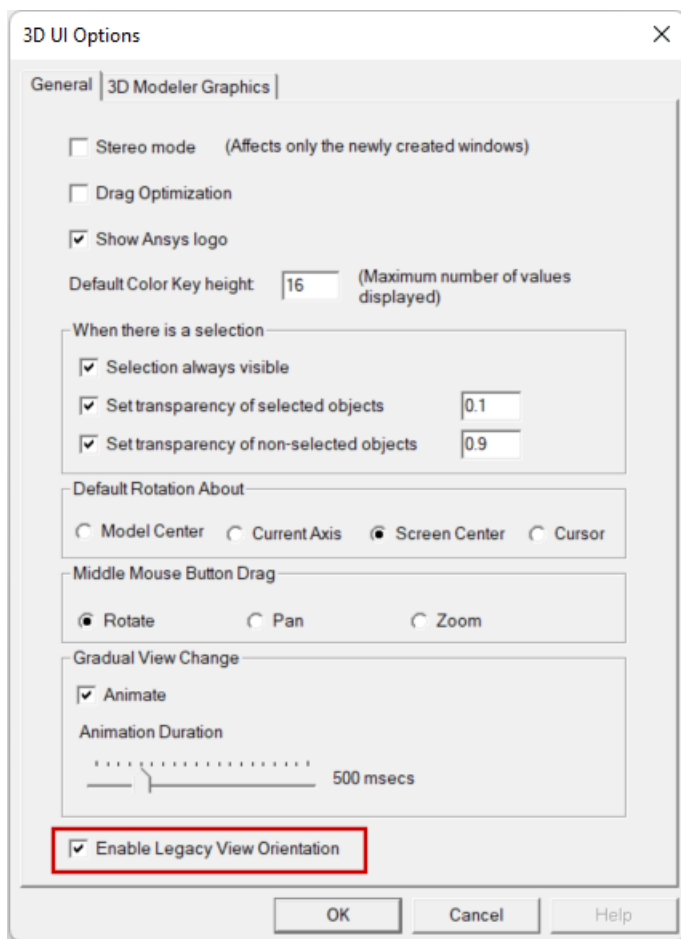 3D UI Options
General
3D Modeler Graphics
Stereo mode (Affects only the newly created windows)
Drag Optimization
Show Ansys logo
Default Color Key height: 16 (Maximum number of values
displayed)
When there is a selection
Selection always visible
Set transparency of selected objects 0.1
Set transparency of non-selected objects 0.9
Default Rotation About
Model Center Current Axis Screen Center Cursor
Middle Mouse Button Drag
Rotate Pan Zoom
Gradual View Change
Animate
Animation Duration
500 msecs
Enable Legacy View Orientation
OK Cancel Help